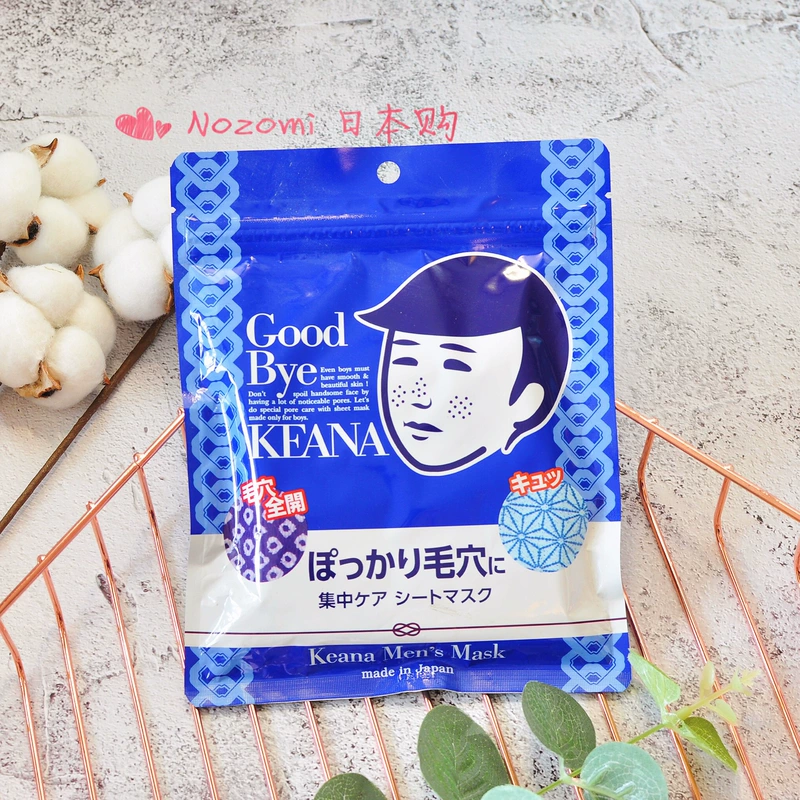 Nozomi 日本购
Good
Bye
Even boys must
have smooth &
beautiful skin !
Don't spoil handsome face by
having a lot of noticeable pores. Let's
do special pore care with sheet mask
made only for boys.
KEANA
毛穴
全開
キュッ
ぽっかり毛穴に
集中ケア シートマスク
Keana Men's Mask
made in Japan